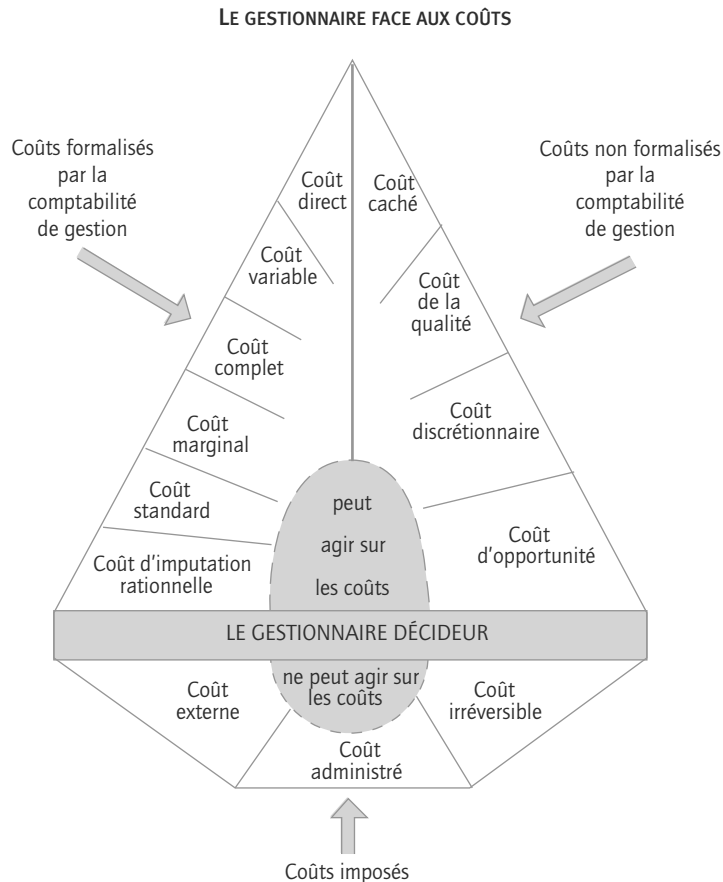 LE GESTIONNAIRE FACE AUX COÛTS
Coûts formalisés
par la
comptabilité
de gestion
Coûts non formalisés
par la
comptabilité
de gestion
Coût
direct
Coût
caché
Coût
variable
Coût
de la
qualité
Coût
complet
Coût
discrétionnaire
Coût
marginal
Coût
standard
Coût
d'opportunité
Coût d'imputation
rationnelle
peut
agir sur
les coûts
LE GESTIONNAIRE DÉCIDEUR
ne peut agir sur
les coûts
Coût
externe
Coût
irréversible
Coût
administré
Coûts imposés